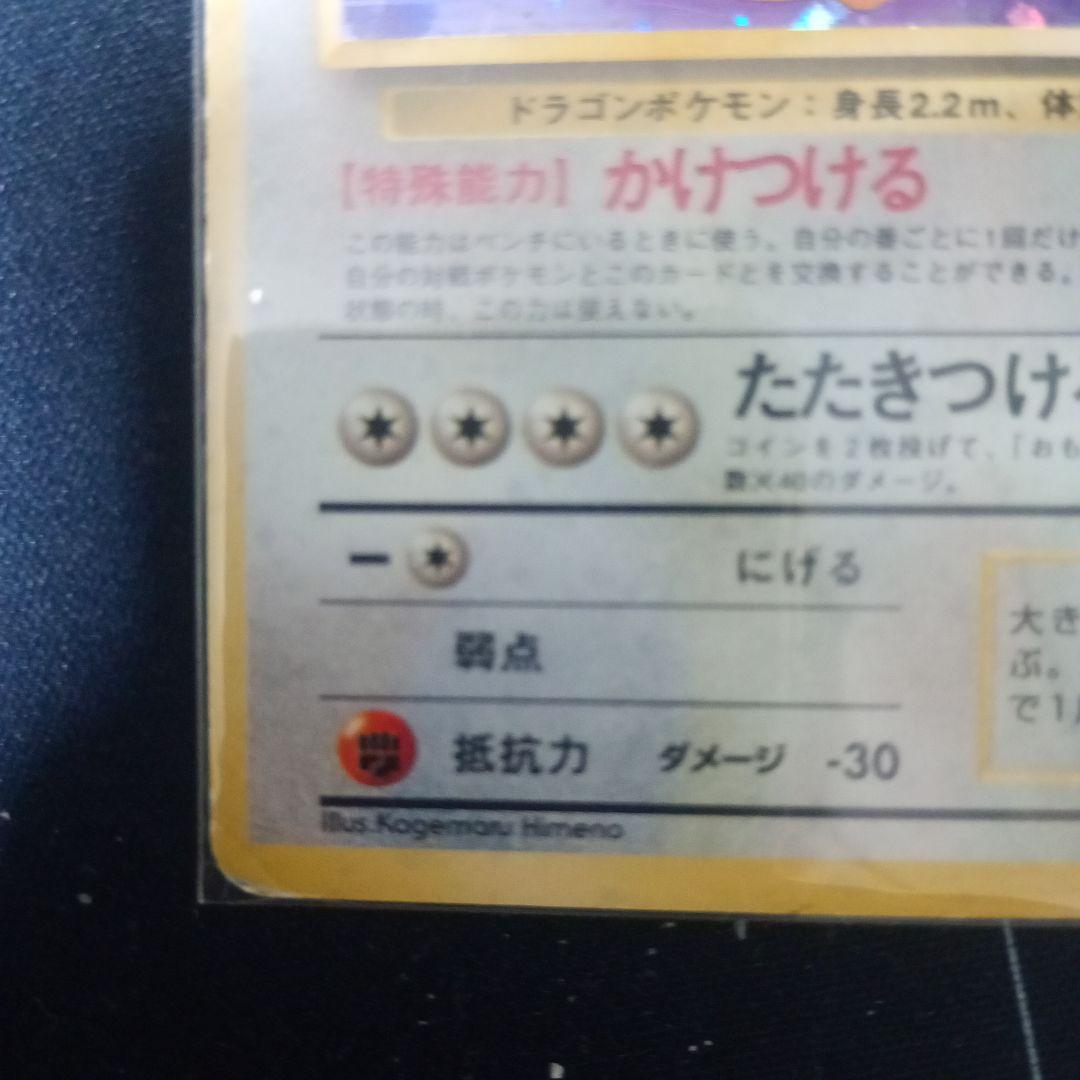 ドラゴンポケモン：身長2.2m、体
【特殊能力】 かけつける
この能力はベンチにいるときに使う。自分の番ごとに1回だけ
自分の対戦ポケモンとこのカードとを交換することができる。
状態の時、この力は使えない。
たたきつける
コインを2枚投げて、「おも
数×40のダメージ。
− にげる
弱点
抵抗力 ダメージ -30
大き
ぶ。
で1
Illus.Kagemaru Himeno